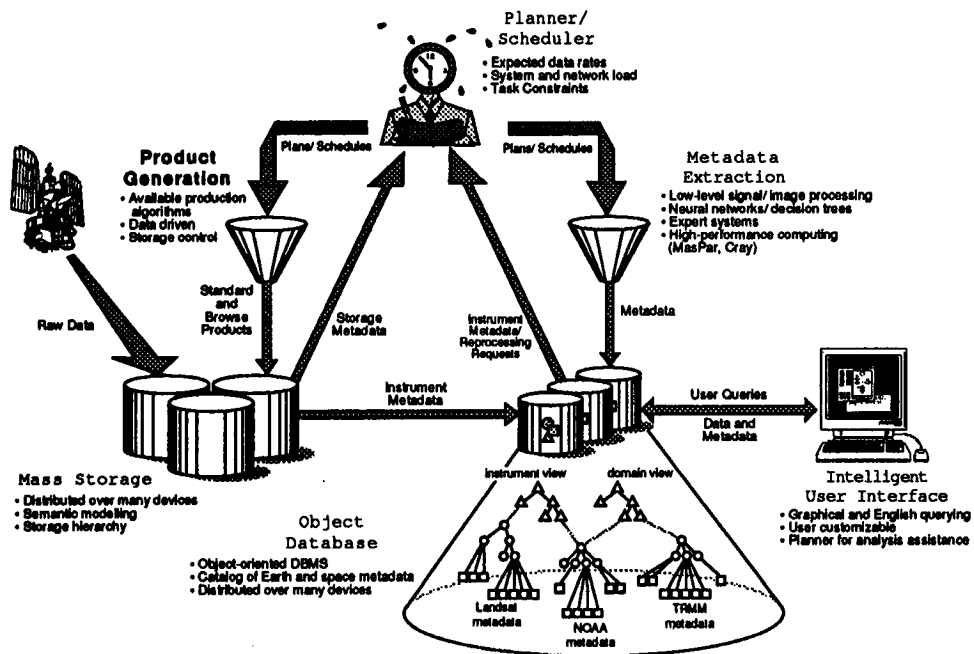 Planner/
Scheduler
• Expected data rates
• System and network load
• Task Constraints
Plans/ Schedules
Plans/ Schedules
Product
Generation
• Available production
algorithms
• Data driven
• Storage control
Metadata
Extraction
• Low-level signal/ image processing
• Neural networks/ decision trees
• Expert systems
• High-performance computing
(MasPar, Cray)
Raw Data
Standard
and
Browse
Products
Storage
Metadata
Instrument
Metadata/
Reprocessing
Requests
Metadata
Instrument
Metadata
User Queries
Data and
Metadata
Mass Storage
• Distributed over many devices
• Semantic modelling
• Storage hierarchy
Object
Database
• Object-oriented DBMS
• Catalog of Earth and space metadata
• Distributed over many devices
instrument view
domain view
Landsat
metadata
NOAA
metadata
TRMM
metadata
Intelligent
User Interface
• Graphical and English querying
• User customizable
• Planner for analysis assistance